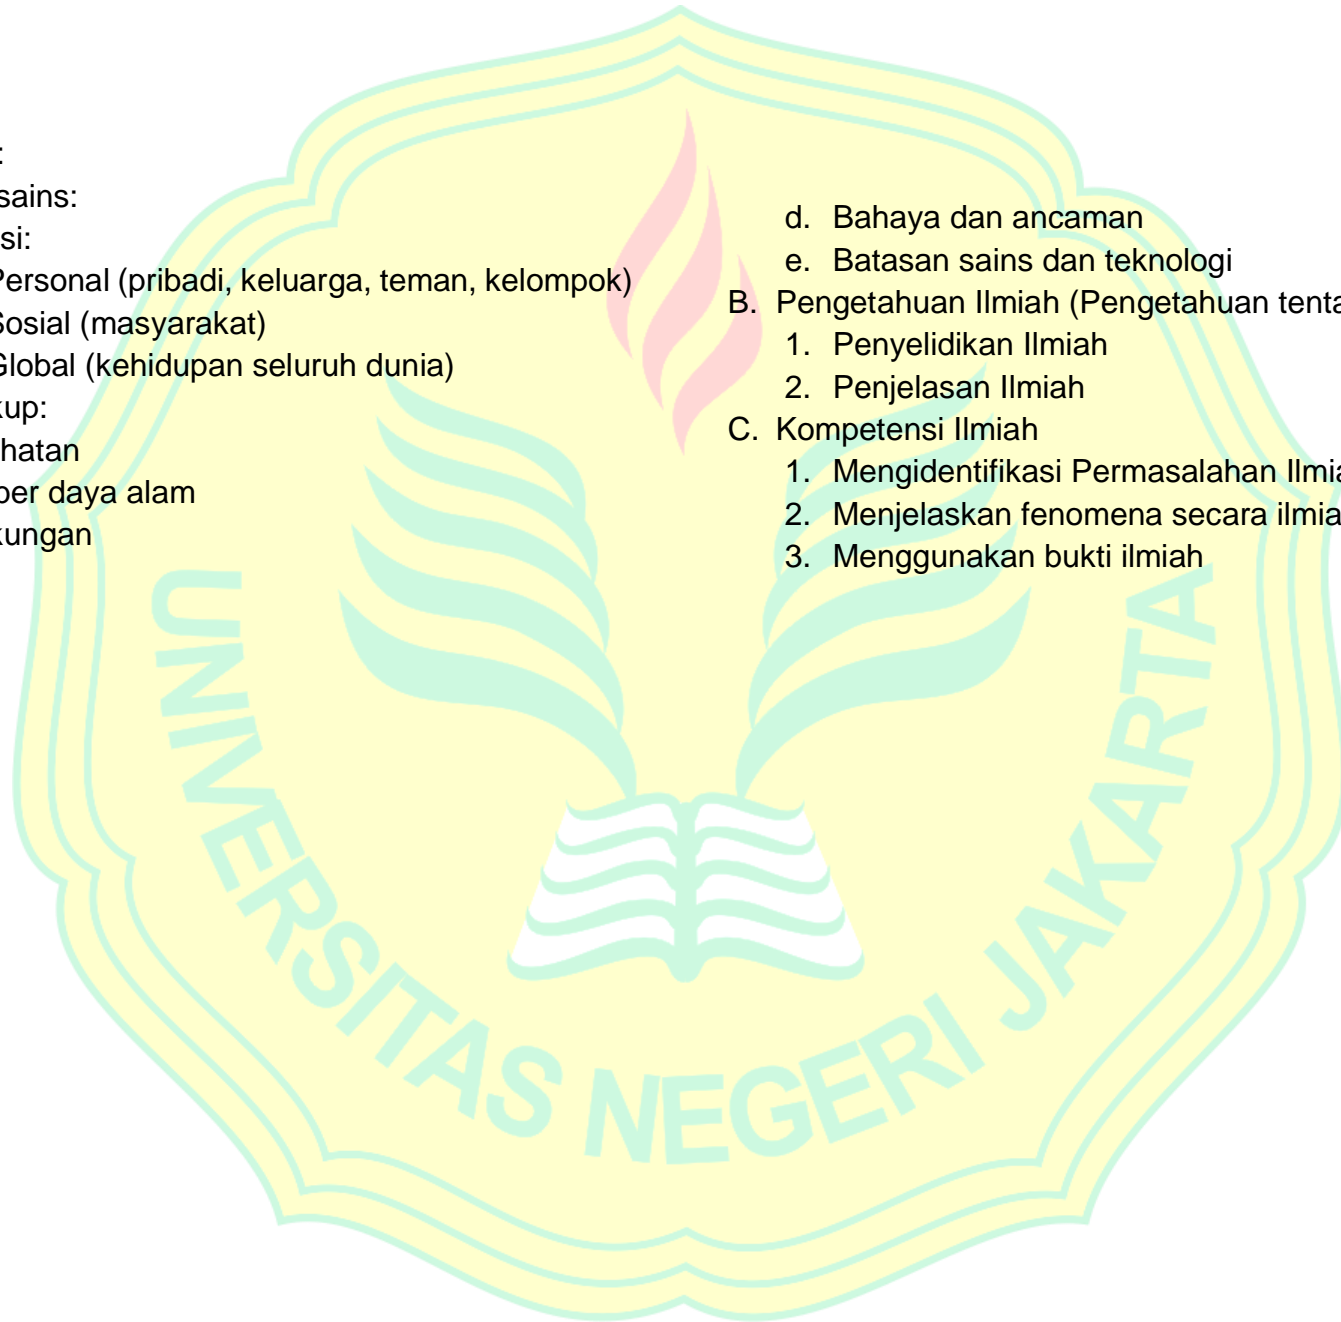 :
sains:
si:
Personal (pribadi, keluarga, teman, kelompok)
Sosial (masyarakat)
Global (kehidupan seluruh dunia)
kup:
hatan
ber daya alam
kungan
d. Bahaya dan ancaman
e. Batasan sains dan teknologi
B. Pengetahuan Ilmiah (Pengetahuan tenta
1. Penyelidikan Ilmiah
2. Penjelasan Ilmiah
C. Kompetensi Ilmiah
1. Mengidentifikasi Permasalahan Ilmia
2. Menjelaskan fenomena secara ilmia
3. Menggunakan bukti ilmiah
UNIVERSITAS NEGERI JAKARTA